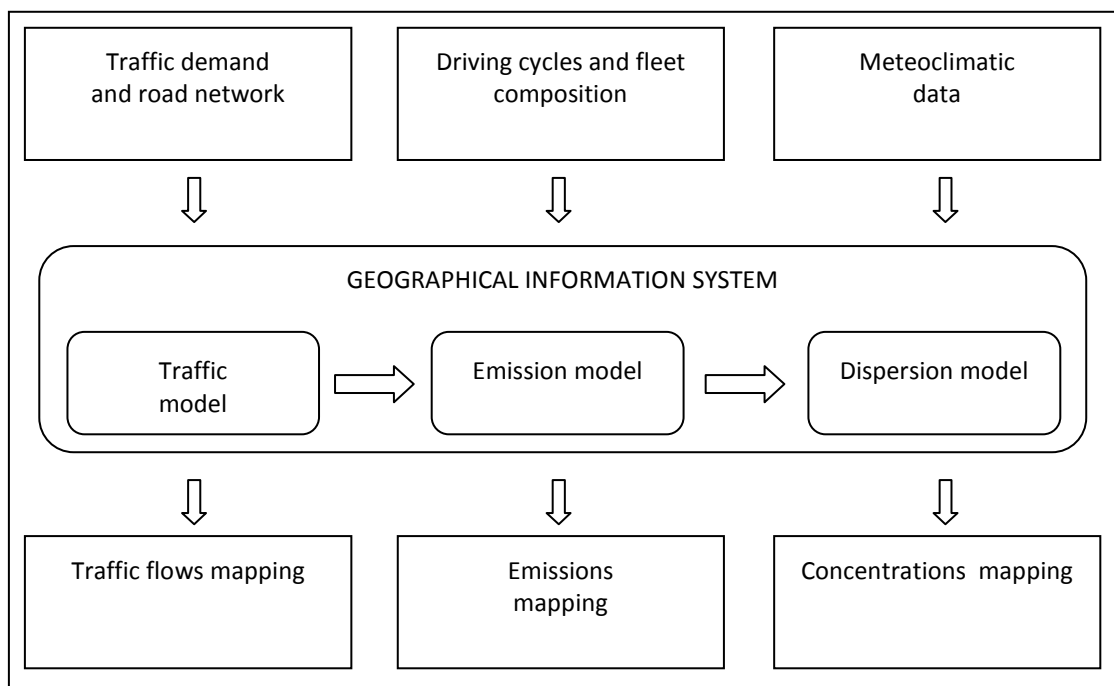 Traffic demand
and road network
Driving cycles and fleet
composition
Meteoclimatic
data
GEOGRAPHICAL INFORMATION SYSTEM
Traffic
model
Emission model
Dispersion model
Traffic flows mapping
Emissions
mapping
Concentrations mapping